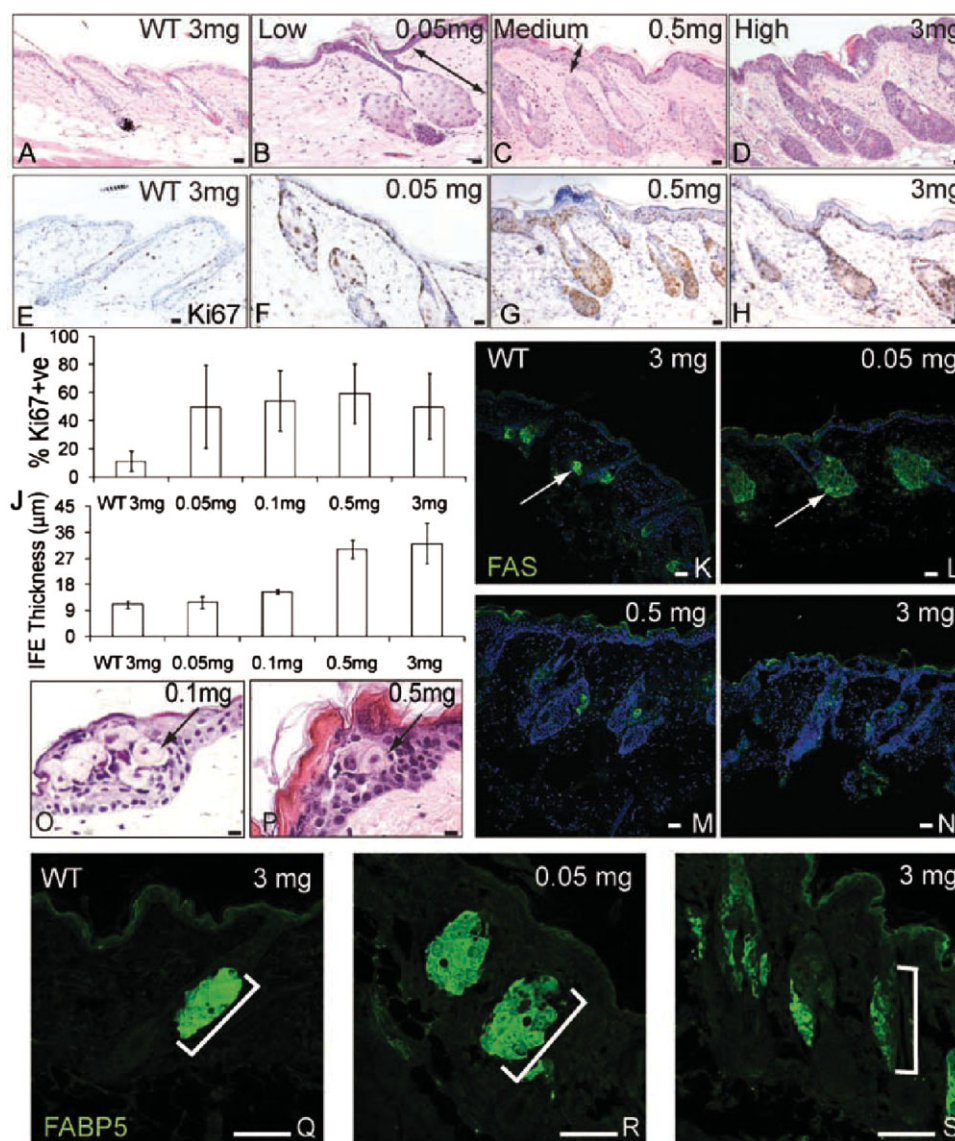 WT 3mg
A
Low 0.05mg
B
Medium 0.5mg
C
High 3mg
D
WT 3mg
E Ki67
0.05 mg
F
0.5mg
G
3mg
H
I
% Ki67+ve
100
80
60
40
20
0
WT 3mg 0.05mg 0.1mg 0.5mg 3mg
J
IFE Thickness (µm)
45
36
27
18
9
0
WT 3mg 0.05mg 0.1mg 0.5mg 3mg
WT 3 mg
FAS K
0.05 mg
L
0.5 mg
M
3 mg
N
0.1mg
O
0.5mg
P
WT 3 mg
FABP5 Q
0.05 mg
R
3 mg
S